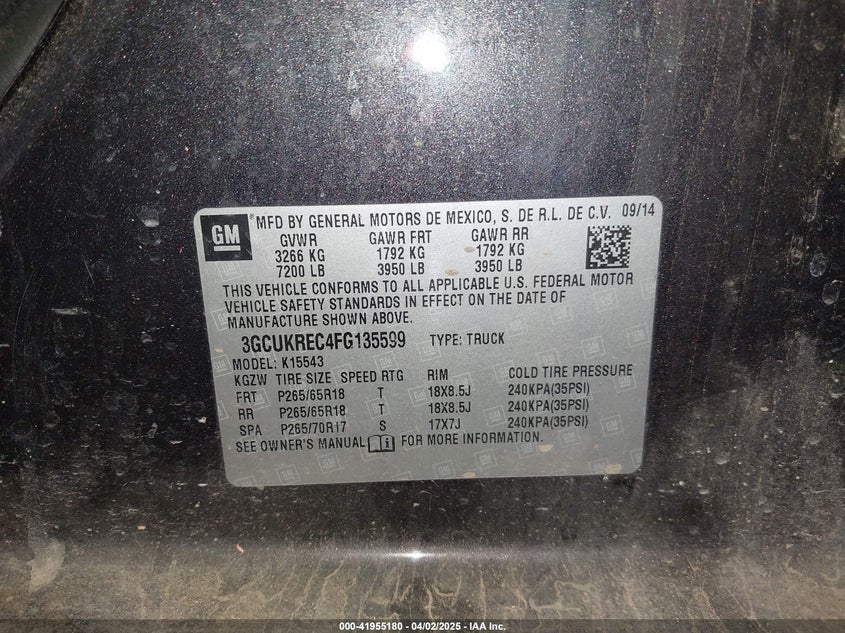 GM
MFD BY GENERAL MOTORS DE MEXICO, S. DE R.L. DE C.V. 09/14
GVWR GAWR FRT GAWR RR
3266 KG 1792 KG 1792 KG
7200 LB 3950 LB 3950 LB
THIS VEHICLE CONFORMS TO ALL APPLICABLE U.S. FEDERAL MOTOR
VEHICLE SAFETY STANDARDS IN EFFECT ON THE DATE OF
MANUFACTURE SHOWN ABOVE.
3GCUKREC4FG135599 TYPE: TRUCK
MODEL: K15543
KGZW TIRE SIZE SPEED RTG RIM COLD TIRE PRESSURE
FRT P265/65R18 T 18X8.5J 240KPA(35PSI)
RR P265/65R18 T 18X8.5J 240KPA(35PSI)
SPA P265/70R17 S 17X7J 240KPA(35PSI)
SEE OWNER'S MANUAL FOR MORE INFORMATION.
000-41955180 - 04/02/2025 - IAA Inc.